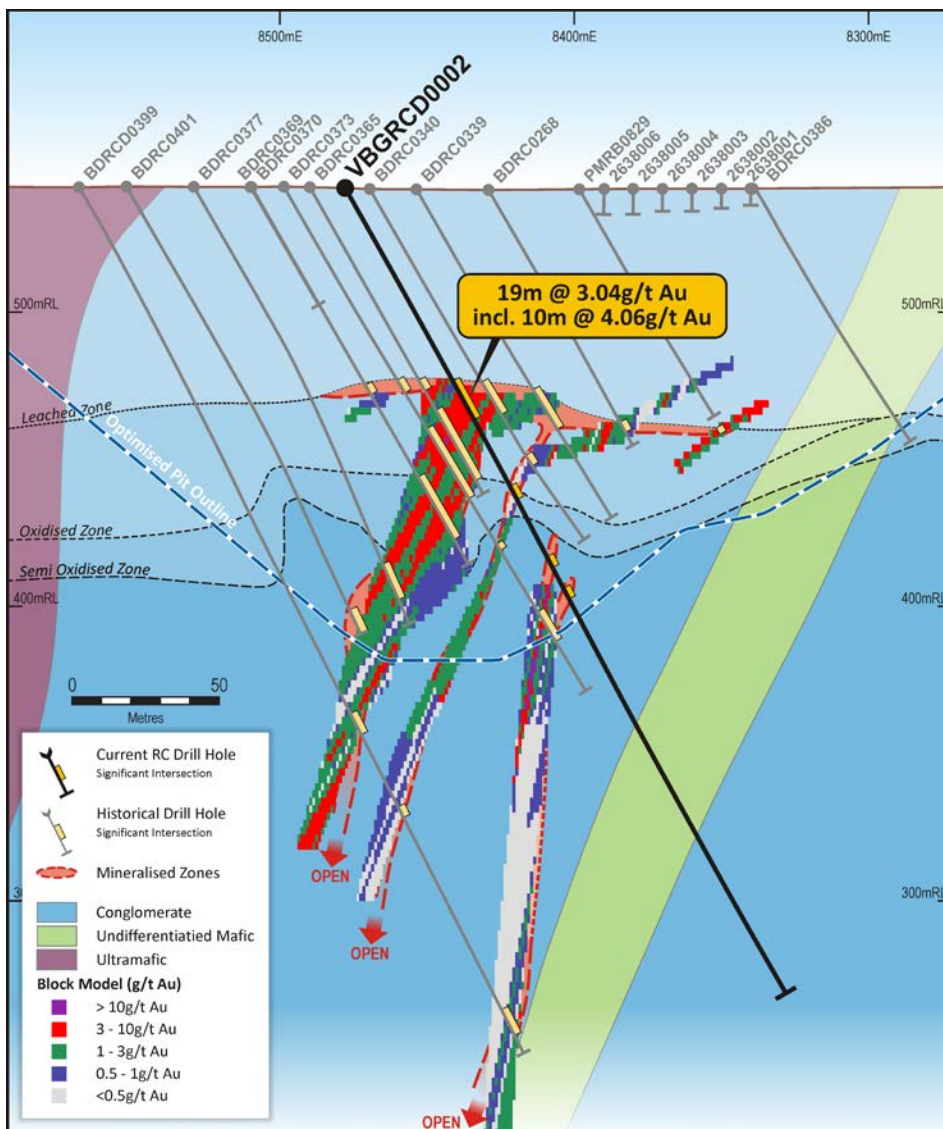 8500mE
8400mE
8300mE
BDRCD0399
BDRC0401
BDRC0377
BDRC0369
BDRC0370
BDRC0373
BDRC0365
VBGRCD0002
BDRC0340
BDRC0339
BDRC0268
PMRB0829
2638006
2638005
2638004
2638003
2638002
2638001
BDRC0386
19m @ 3.04g/t Au
incl. 10m @ 4.06g/t Au
500mRL
500mRL
Leached Zone
Optimised Pit Outline
Oxidised Zone
Semi Oxidised Zone
400mRL
400mRL
0 50
Metres
Current RC Drill Hole
Significant Intersection
Historical Drill Hole
Significant Intersection
Mineralised Zones
Conglomerate
Undifferentiatied Mafic
Ultramafic
Block Model (g/t Au)
> 10g/t Au
3 - 10g/t Au
1 - 3g/t Au
0.5 - 1g/t Au
<0.5g/t Au
OPEN
OPEN
OPEN
300mRL